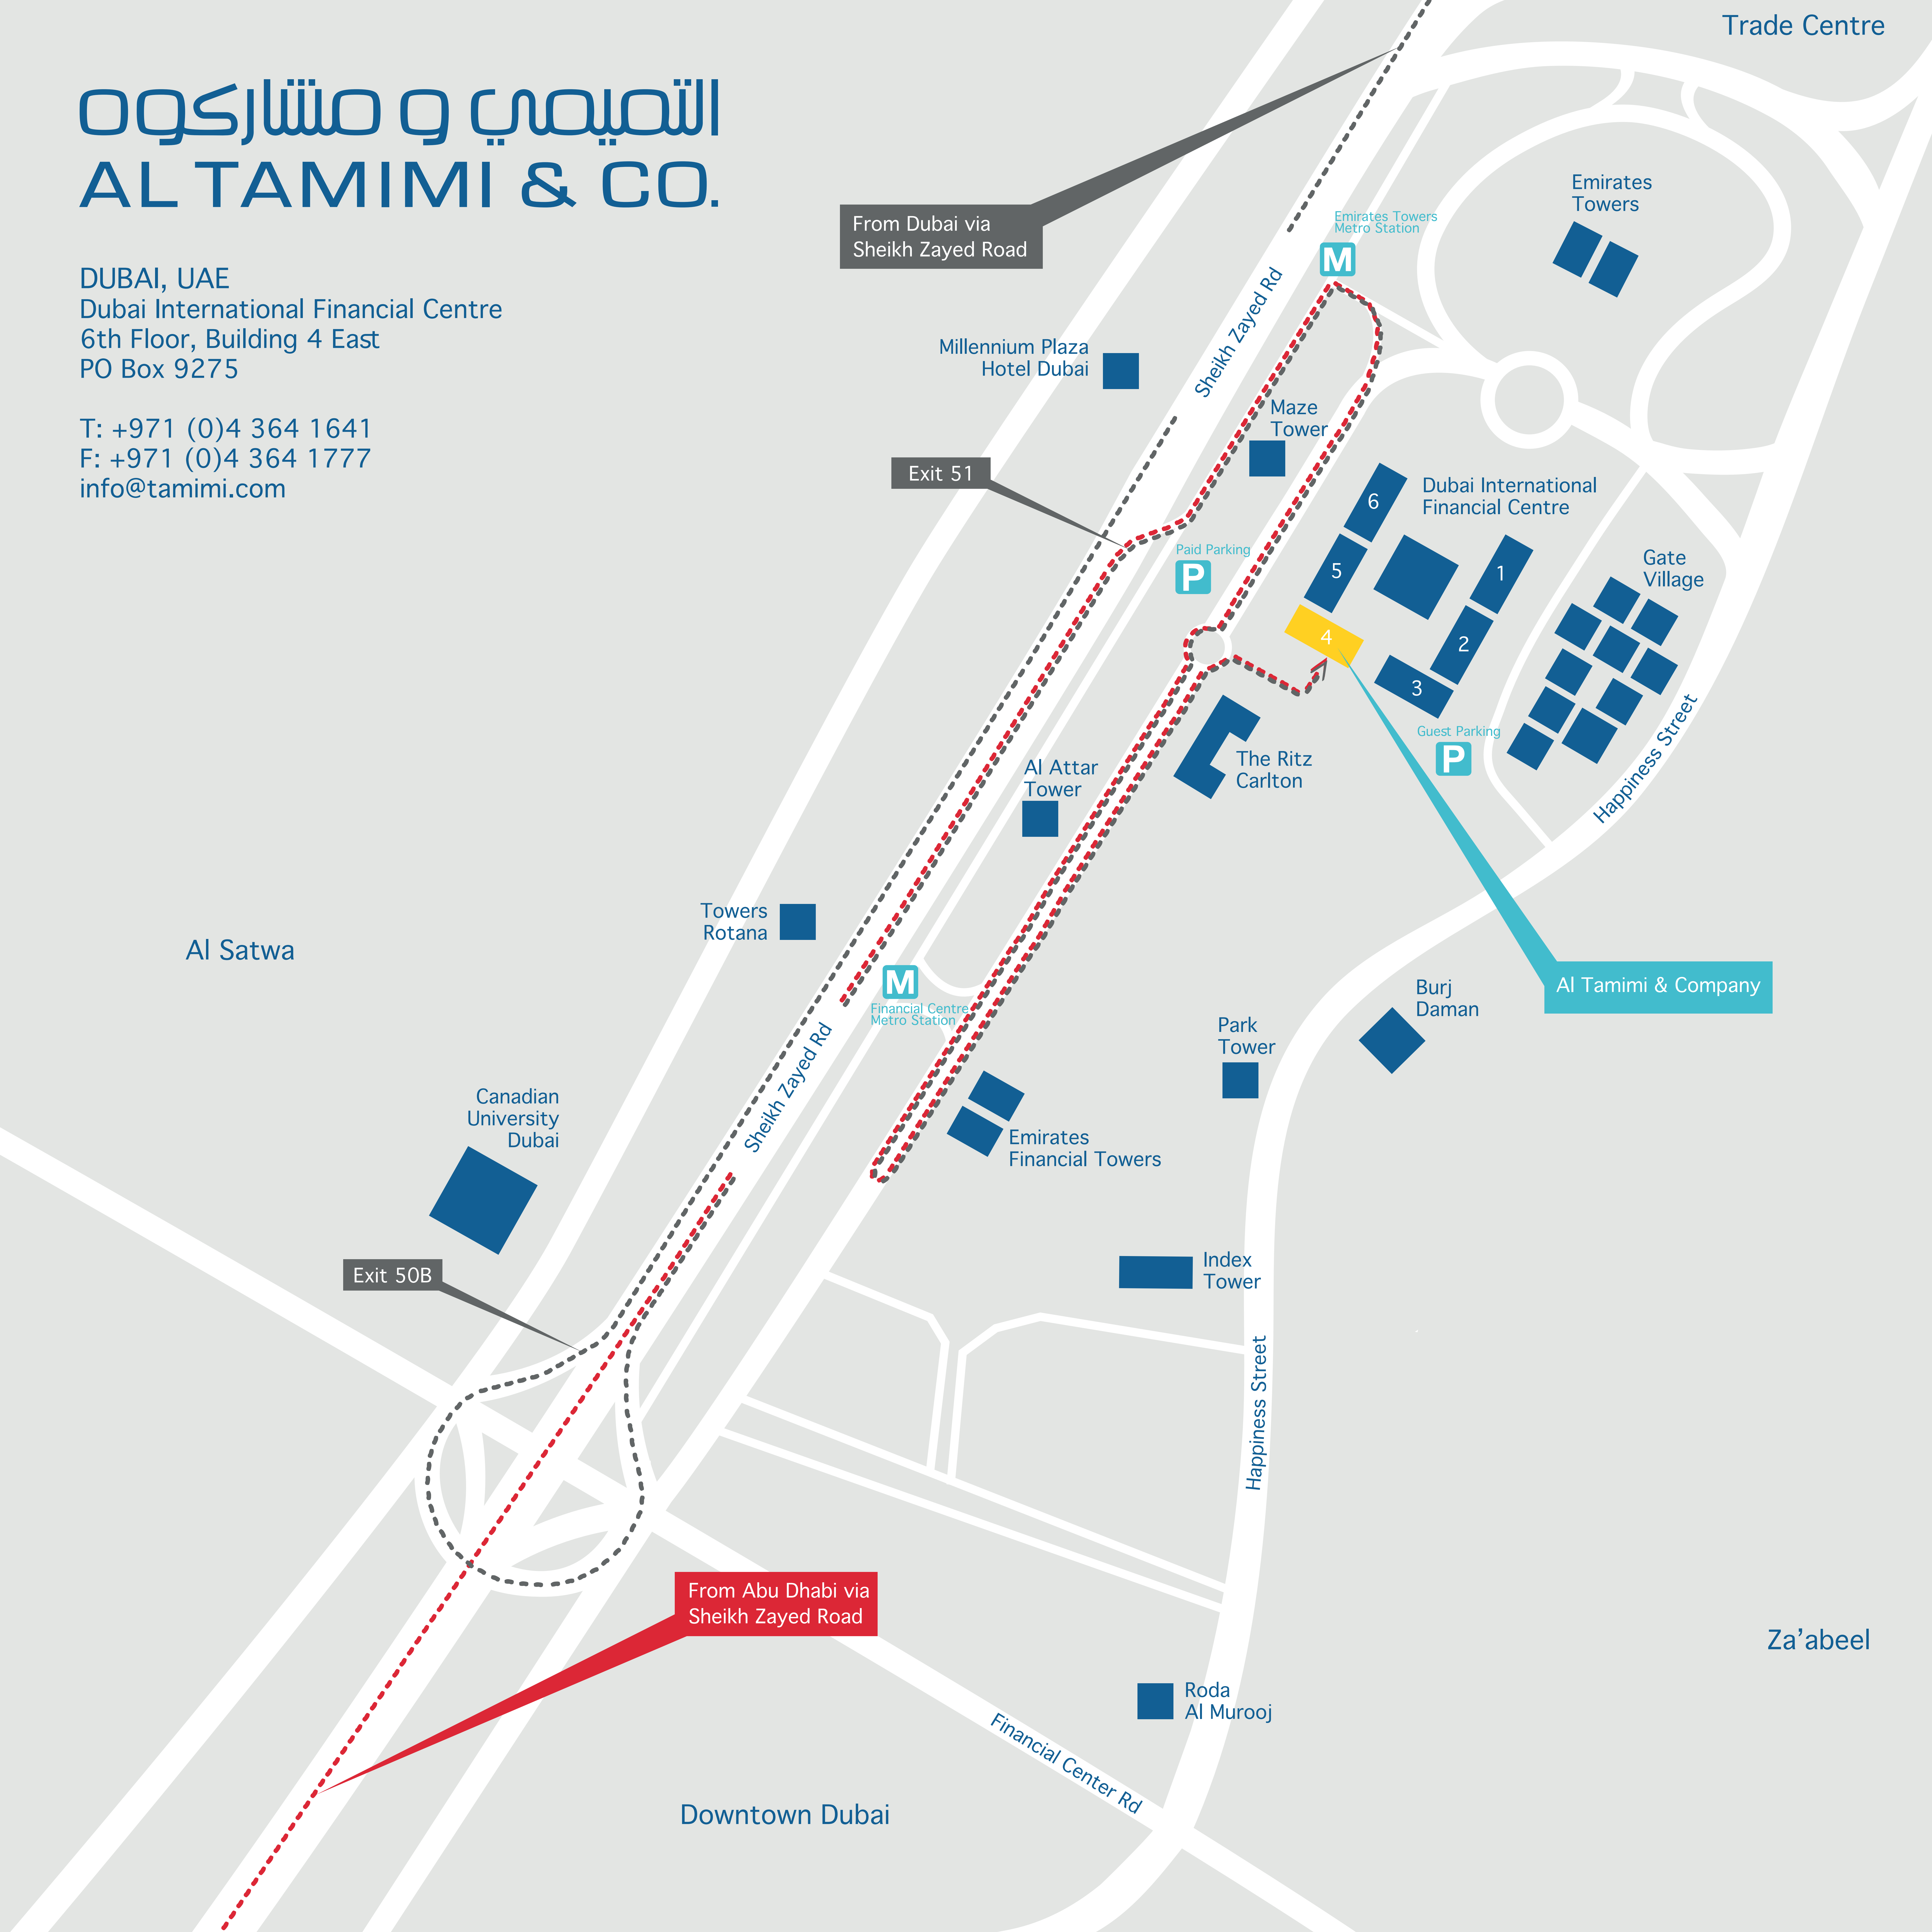 التميمي و مشاركوه
AL TAMIMI & CO.
DUBAI, UAE
Dubai International Financial Centre
6th Floor, Building 4 East
PO Box 9275
T: +971 (0)4 364 1641
F: +971 (0)4 364 1777
info@tamimi.com
Trade Centre
Emirates
Towers
From Dubai via
Sheikh Zayed Road
Emirates Towers
Metro Station
M
Sheikh Zayed Rd
Millennium Plaza
Hotel Dubai
Maze
Tower
Exit 51
Dubai International
Financial Centre
6
5
4
3
2
1
Paid Parking
P
Gate
Village
Guest Parking
P
Happiness Street
The Ritz
Carlton
Al Attar
Tower
Towers
Rotana
Al Satwa
M
Financial Centre
Metro Station
Al Tamimi & Company
Burj
Daman
Park
Tower
Sheikh Zayed Rd
Canadian
University
Dubai
Emirates
Financial Towers
Exit 50B
Index
Tower
Happiness Street
From Abu Dhabi via
Sheikh Zayed Road
Za’abeel
Roda
Al Murooj
Financial Center Rd
Downtown Dubai